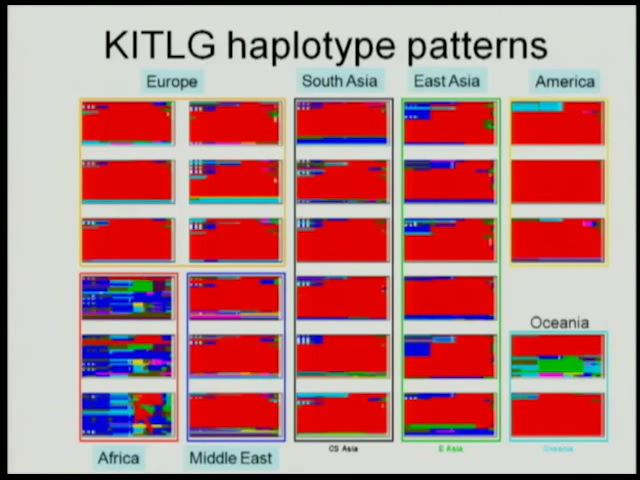 KITLG haplotype patterns
Europe
South Asia
East Asia
America
Oceania
CS Asia
E Asia
Oceania
Africa
Middle East